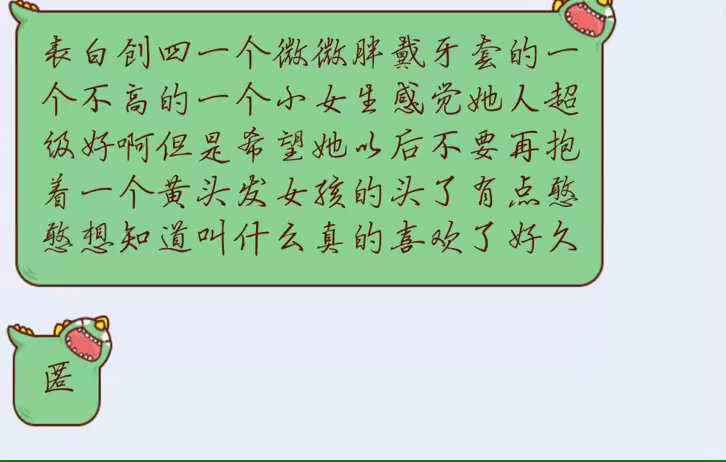 表白创四一个微微胖戴牙套的一
个不高的一个小女生感觉她人超
级好啊但是希望她以后不要再抱
着一个黄头发女孩的头了有点憨
憨想知道叫什么真的喜欢了好久
匿